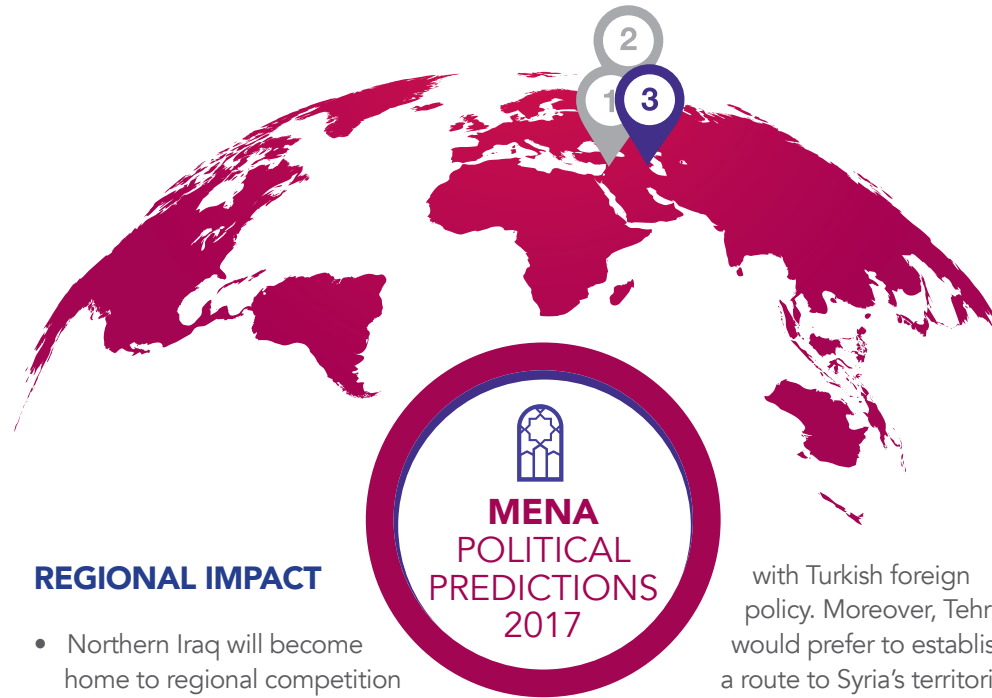 2
1
3
MENA
POLITICAL
PREDICTIONS
2017
REGIONAL IMPACT
• Northern Iraq will become
home to regional competition
with Turkish foreign
policy. Moreover,
would prefer to
a route to Syria's